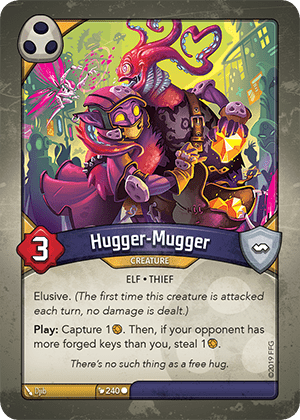 3
Hugger-Mugger
CREATURE
ELF • THIEF
Elusive. (The first time this creature is attacked
each turn, no damage is dealt.)
Play: Capture 1. Then, if your opponent has
more forged keys than you, steal 1.
There's no such thing as a free hug.
Djib
240
©2019 FFG